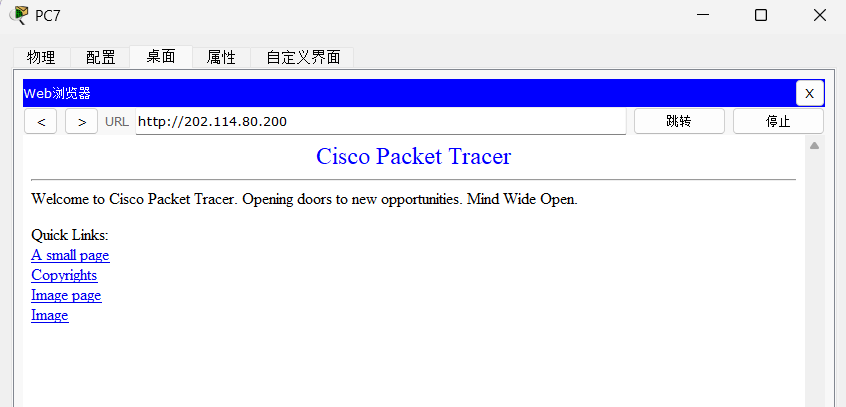 PC7
物理 配置 桌面 属性 自定义界面
Web浏览器 X
< > URL http://202.114.80.200 跳转 停止
Cisco Packet Tracer
Welcome to Cisco Packet Tracer. Opening doors to new opportunities. Mind Wide Open.
Quick Links:
A small page
Copyrights
Image page
Image